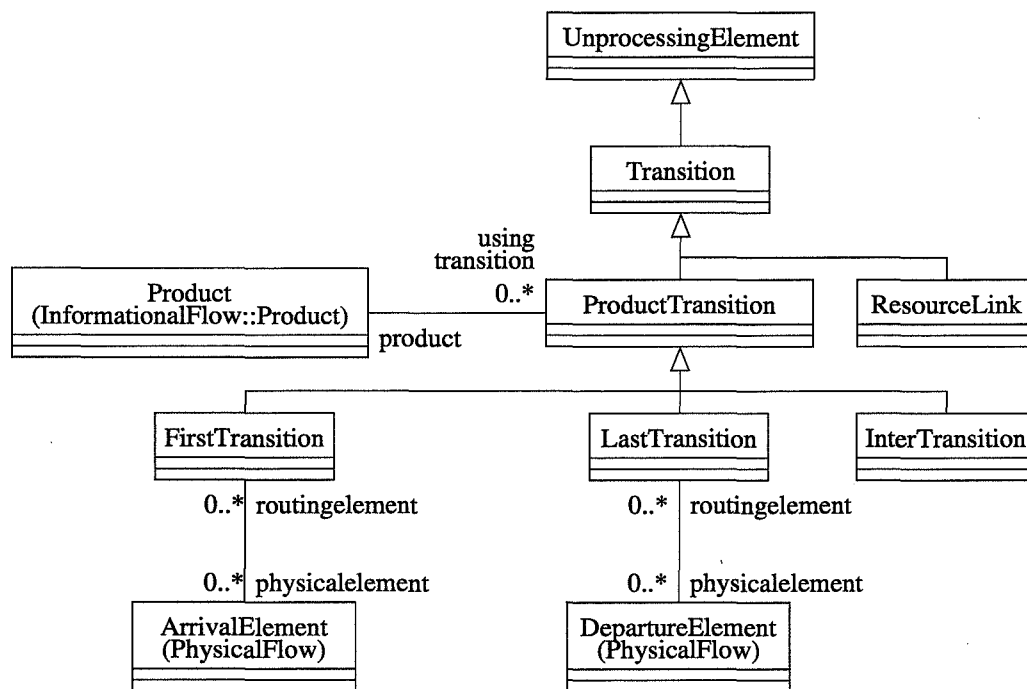 UnprocessingElement
Transition
using
transition
0..*
Product
(InformationalFlow::Product)
product
ProductTransition
ResourceLink
FirstTransition
LastTransition
InterTransition
0..* routingelement
0..* routingelement
0..* physicalelement
0..* physicalelement
ArrivalElement
(PhysicalFlow)
DepartureElement
(PhysicalFlow)